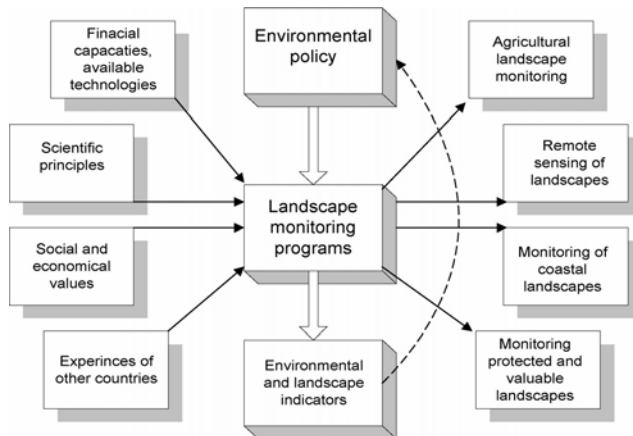 Finacial
capacaties,
available
technologies
Environmental
policy
Agricultural
landscape
monitoring
Scientific
principles
Remote
sensing of
landscapes
Landscape
monitoring
programs
Social and
economical
values
Monitoring of
coastal
landscapes
Experinces of
other countries
Environmental
and landscape
indicators
Monitoring
protected and
valuable
landscapes